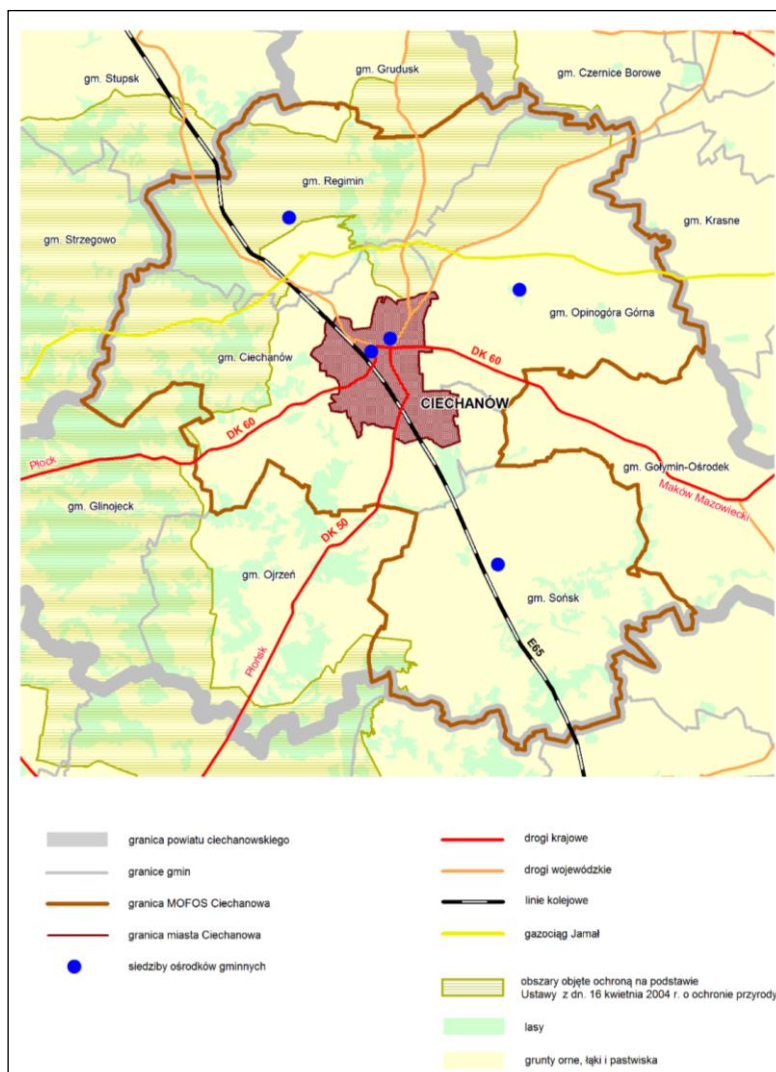 gm. Stupsk
gm. Grudusk
gm. Czernice Borowe
gm. Regimin
gm. Krasne
gm. Strzegowo
gm. Opinogóra Górna
gm. Ciechanów
DK 60
CIECHANÓW
DK 60
Płock
gm. Gołymin-Ośrodek
Maków Mazowiecki
gm. Glinojeck
DK 50
gm. Ojrzeń
gm. Sońsk
E65
Płońsk
granica powiatu ciechanowskiego
granice gmin
granica MOFOS Ciechanowa
granica miasta Ciechanowa
siedziby ośrodków gminnych
drogi krajowe
drogi wojewódzkie
linie kolejowe
gazociąg Jamał
obszary objęte ochroną na podstawie
Ustawy z dn. 16 kwietnia 2004 r. o ochronie przyrody
lasy
grunty orne, łąki i pastwiska